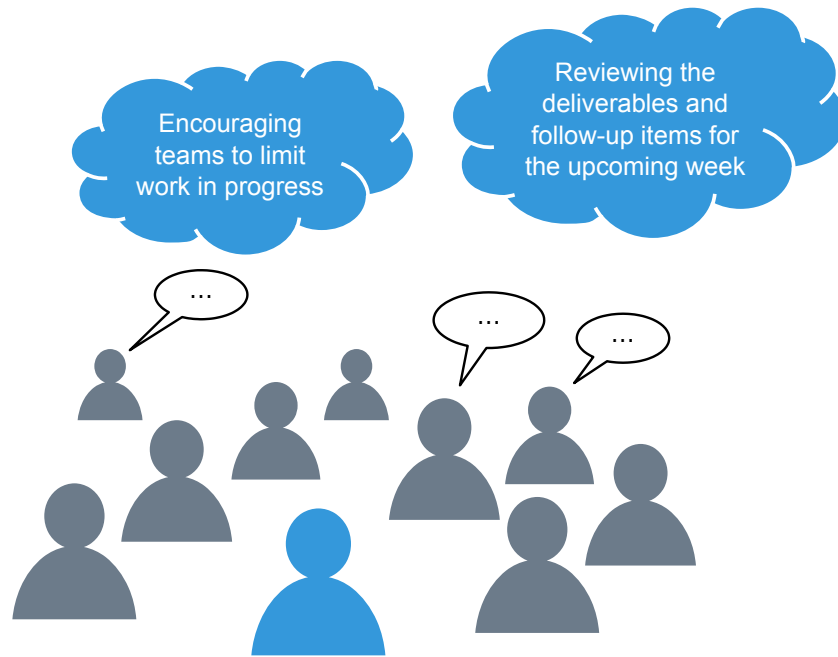 Encouraging
teams to limit
work in progress
Reviewing the
deliverables and
follow-up items for
the upcoming week
...
...
...